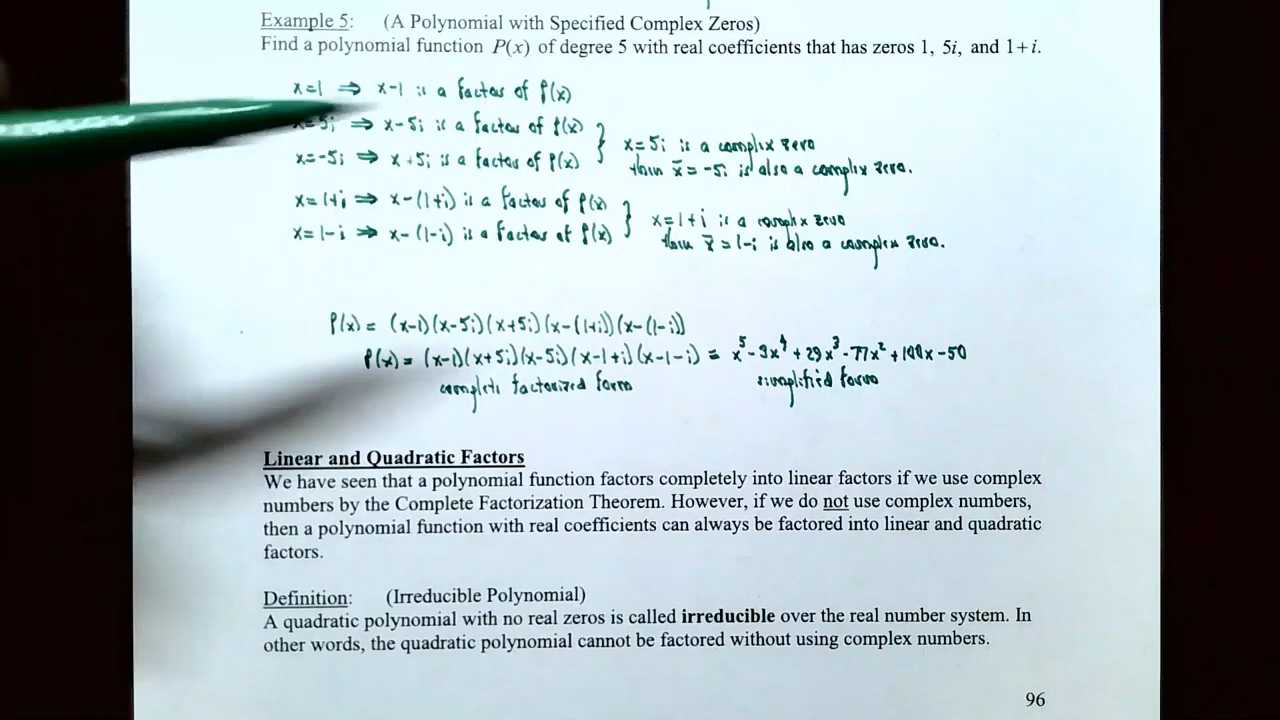 Example 5: (A Polynomial with Specified Complex Zeros)
Find a polynomial function P(x) of degree 5 with real coefficients that has zeros 1, 5i, and 1+i.
x=1 ⇒ x-1 is a factor of P(x)
x=5i ⇒ x-5i is a factor of P(x)
x=-5i ⇒ x+5i is a factor of P(x)
} x=5i is a complex zero
then x̄=-5i is also a complex zero.
x=1+i ⇒ x-(1+i) is a factor of P(x)
x=1-i ⇒ x-(1-i) is a factor of P(x)
} x=1+i is a complex zero
then x̄=1-i is also a complex zero.
P(x)= (x-1)(x-5i)(x+5i)(x-(1+i))(x-(1-i))
P(x)= (x-1)(x+5i)(x-5i)(x-1+i)(x-1-i) = x⁵-3x⁴+29x³-77x²+100x-50
complete factorized form simplified form
Linear and Quadratic Factors
We have seen that a polynomial function factors completely into linear factors if we use complex
numbers by the Complete Factorization Theorem. However, if we do not use complex numbers,
then a polynomial function with real coefficients can always be factored into linear and quadratic
factors.
Definition: (Irreducible Polynomial)
A quadratic polynomial with no real zeros is called irreducible over the real number system. In
other words, the quadratic polynomial cannot be factored without using complex numbers.
96